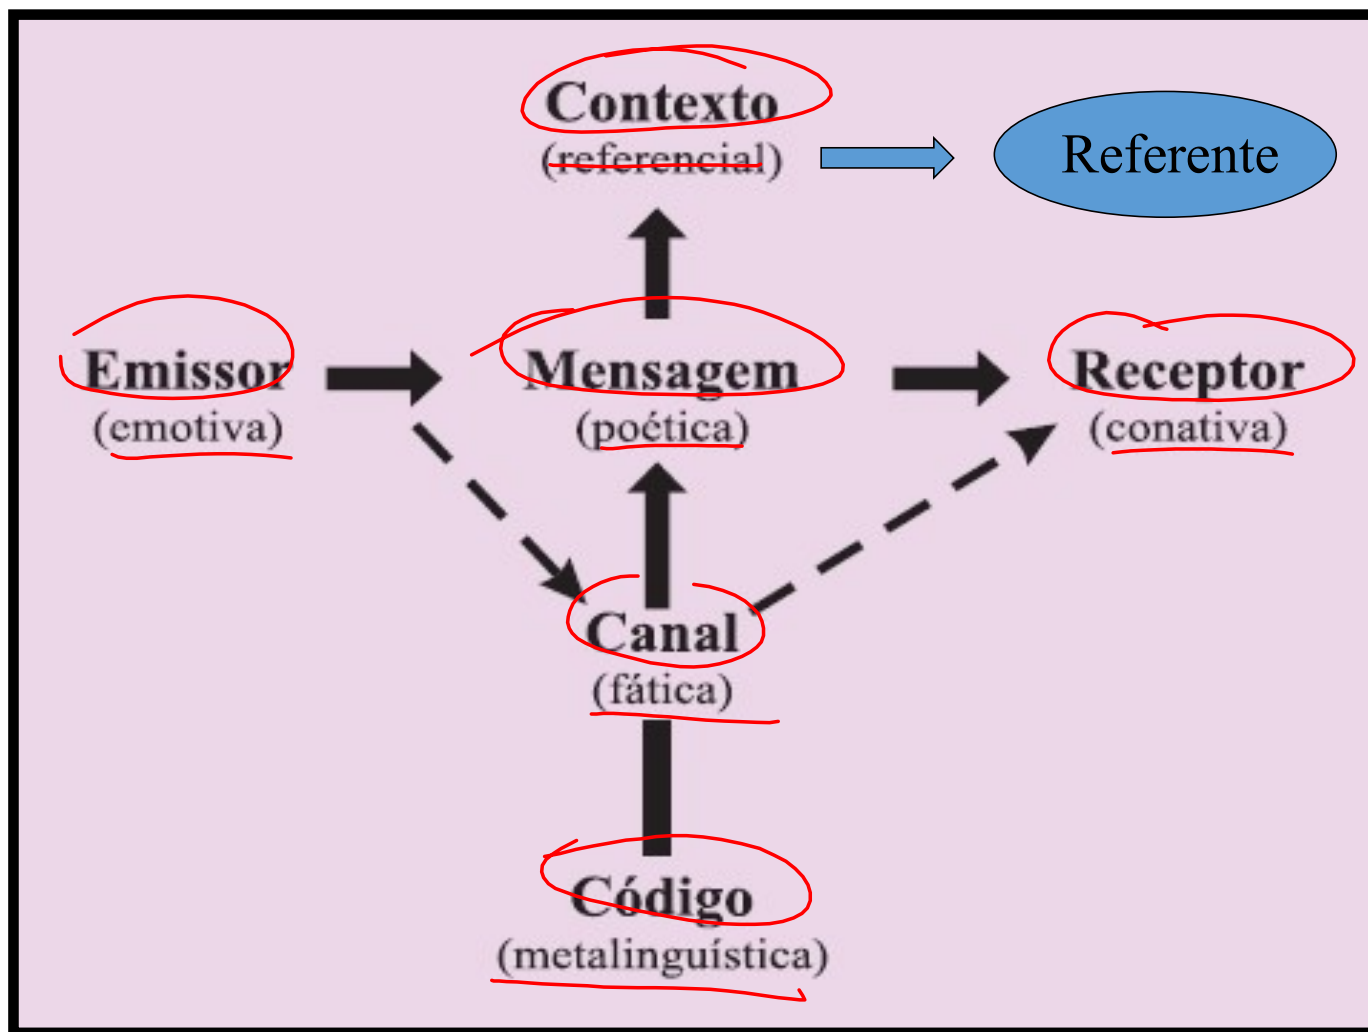 Contexto
(referencial)
Referente
Emissor
(emotiva)
Mensagem
(poética)
Receptor
(conativa)
Canal
(fática)
Código
(metalinguística)